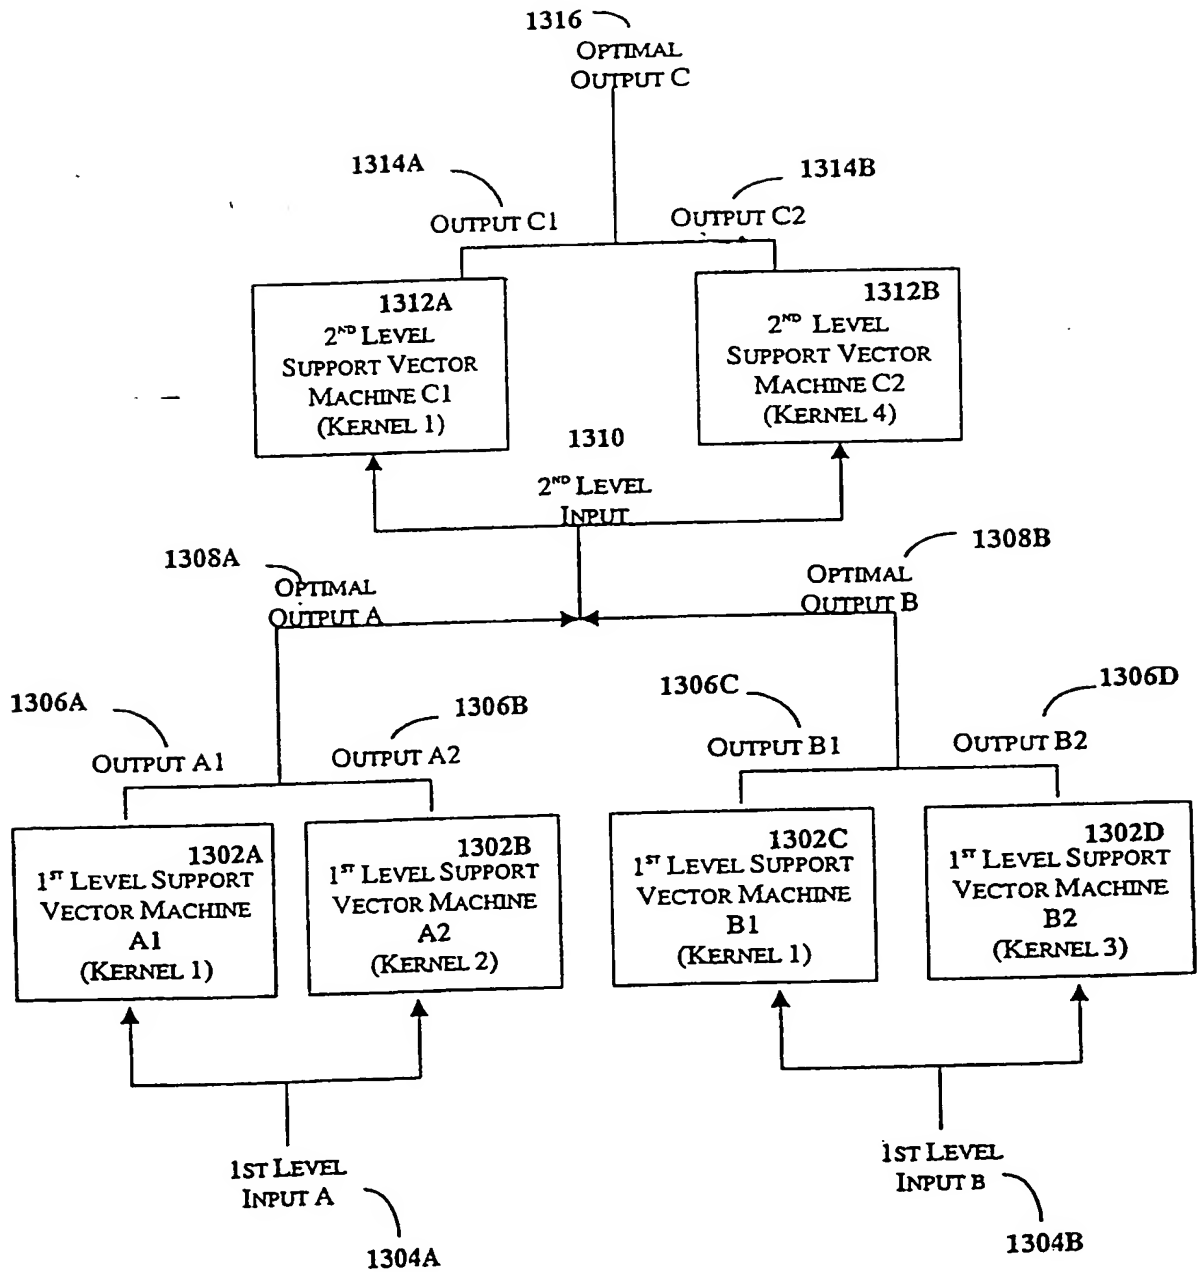 1316
OPTIMAL
OUTPUT C
1314A
1314B
OUTPUT C1
OUTPUT C2
1312A
2ND LEVEL
SUPPORT VECTOR
MACHINE C1
(KERNEL 1)
1312B
2ND LEVEL
SUPPORT VECTOR
MACHINE C2
(KERNEL 4)
1310
2ND LEVEL
INPUT
1308A
OPTIMAL
OUTPUT A
1308B
OPTIMAL
OUTPUT B
1306A
OUTPUT A1
1306B
OUTPUT A2
1306C
OUTPUT B1
1306D
OUTPUT B2
1302A
1ST LEVEL SUPPORT
VECTOR MACHINE
A1
(KERNEL 1)
1302B
1ST LEVEL SUPPORT
VECTOR MACHINE
A2
(KERNEL 2)
1302C
1ST LEVEL SUPPORT
VECTOR MACHINE
B1
(KERNEL 1)
1302D
1ST LEVEL SUPPORT
VECTOR MACHINE
B2
(KERNEL 3)
1ST LEVEL
INPUT A
1304A
1ST LEVEL
INPUT B
1304B